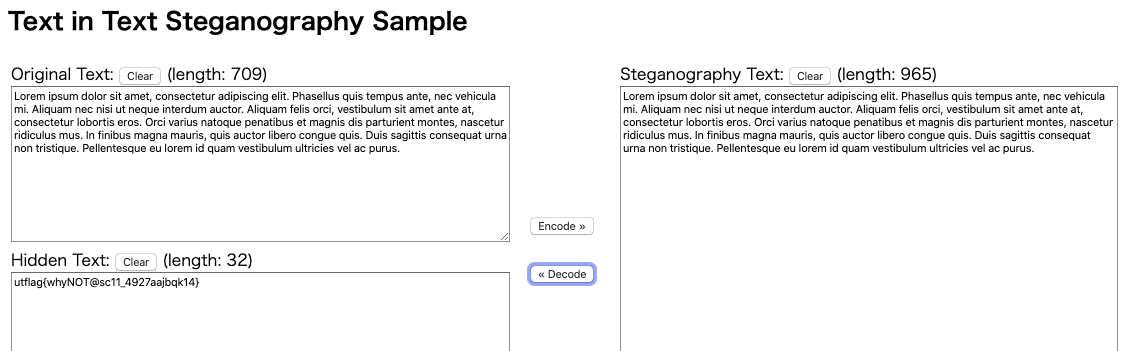 Text in Text Steganography Sample
Original Text: Clear (length: 709)
Lorem ipsum dolor sit amet, consectetur adipiscing elit. Phasellus quis tempus ante, nec vehicula
mi. Aliquam nec nisi ut neque interdum auctor. Aliquam felis orci, vestibulum sit amet ante at,
consectetur lobortis eros. Orci varius natoque penatibus et magnis dis parturient montes, nascetur
ridiculus mus. In finibus magna mauris, quis auctor libero congue quis. Duis sagittis consequat urna
non tristique. Pellentesque eu lorem id quam vestibulum ultricies vel ac purus.
Encode »
Hidden Text: Clear (length: 32)
« Decode
utflag{whyNOT@sc11_4927aajbqk14}
Steganography Text: Clear (length: 965)
Lorem ipsum dolor sit amet, consectetur adipiscing elit. Phasellus quis tempus ante, nec vehicula
mi. Aliquam nec nisi ut neque interdum auctor. Aliquam felis orci, vestibulum sit amet ante at,
consectetur lobortis eros. Orci varius natoque penatibus et magnis dis parturient montes, nascetur
ridiculus mus. In finibus magna mauris, quis auctor libero congue quis. Duis sagittis consequat
urna non tristique. Pellentesque eu lorem id quam vestibulum ultricies vel ac purus.